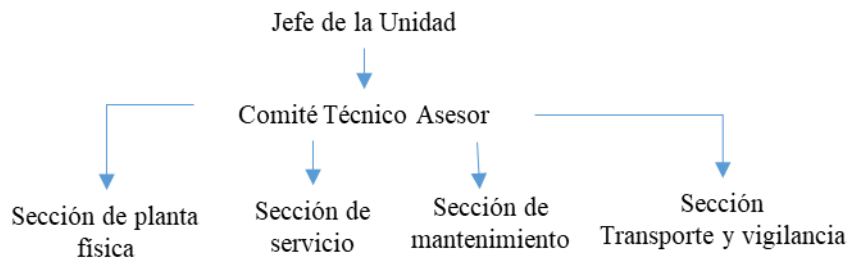 Jefe de la Unidad
Comité Técnico Asesor
Sección de planta
física
Sección de
servicio
Sección de
mantenimiento
Sección
Transporte y vigilancia